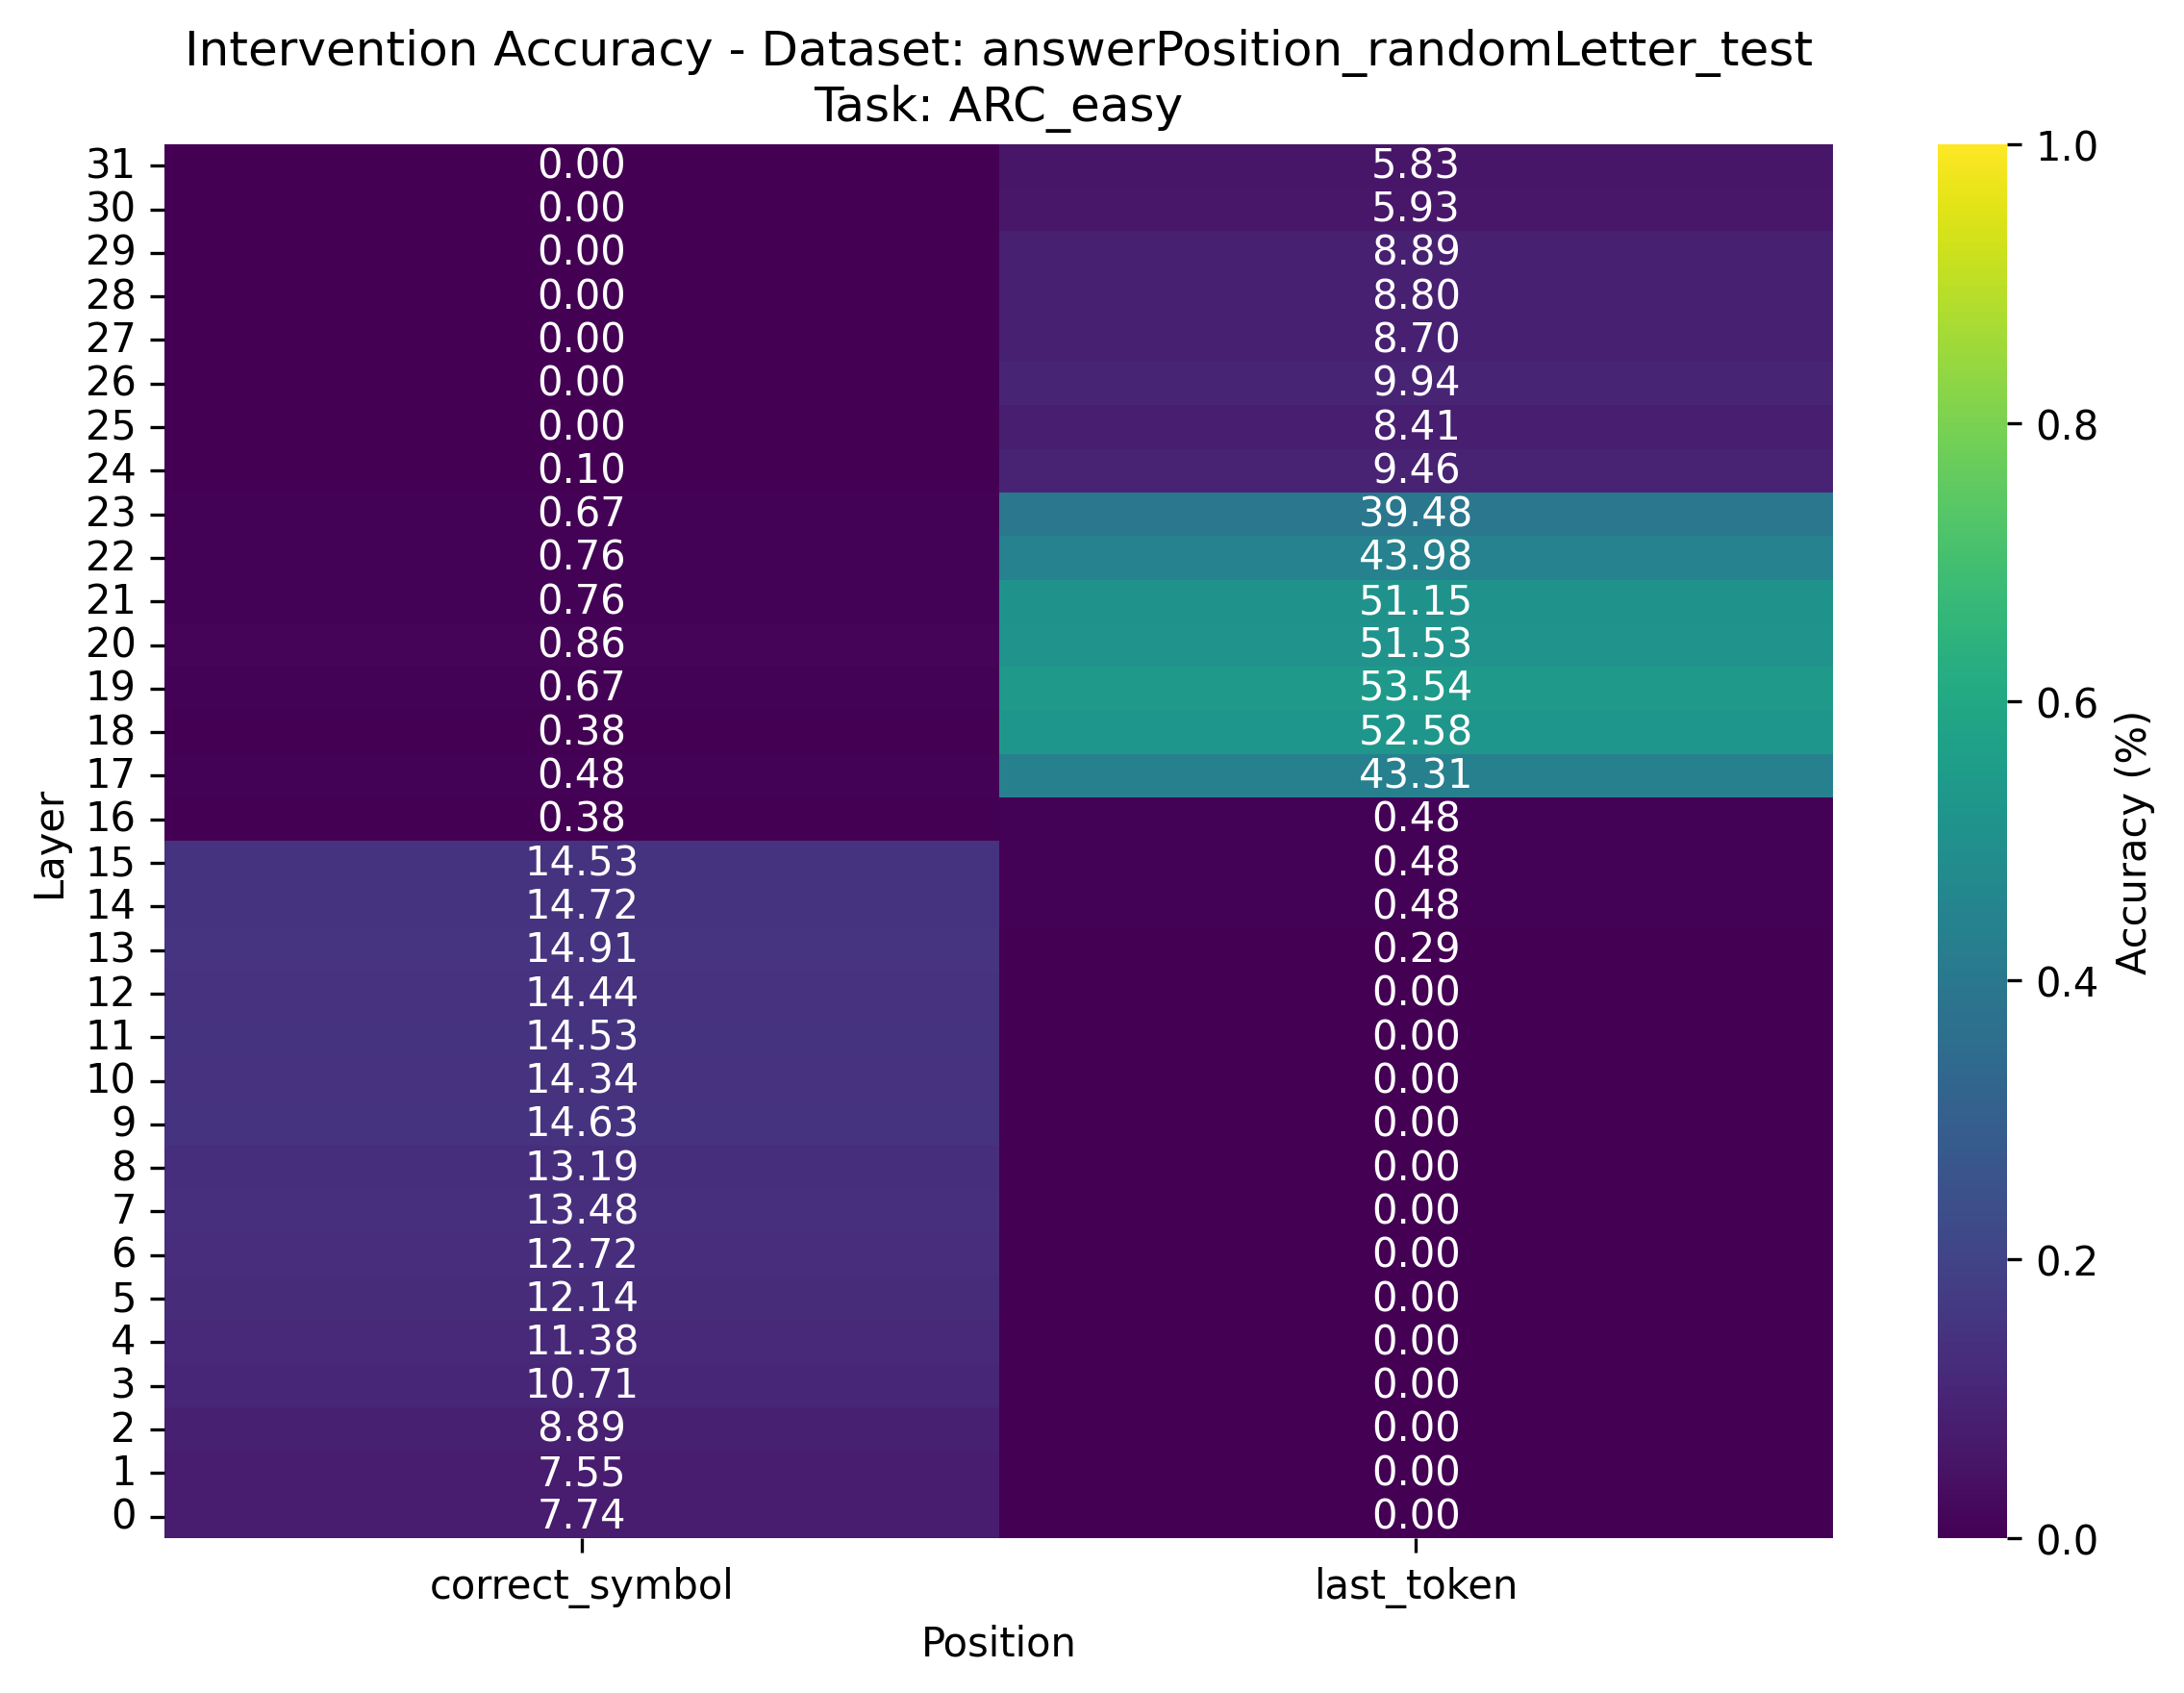 Intervention Accuracy - Dataset: answerPosition_randomLetter_test
Task: ARC_easy
31 0.00 5.83
30 0.00 5.93
29 0.00 8.89
28 0.00 8.80
27 0.00 8.70
26 0.00 9.94
25 0.00 8.41
24 0.10 9.46
23 0.67 39.48
22 0.76 43.98
21 0.76 51.15
20 0.86 51.53
19 0.67 53.54
18 0.38 52.58
17 0.48 43.31
16 0.38 0.48
15 14.53 0.48
14 14.72 0.48
13 14.91 0.29
12 14.44 0.00
11 14.53 0.00
10 14.34 0.00
9 14.63 0.00
8 13.19 0.00
7 13.48 0.00
6 12.72 0.00
5 12.14 0.00
4 11.38 0.00
3 10.71 0.00
2 8.89 0.00
1 7.55 0.00
0 7.74 0.00
correct_symbol last_token
Position
Layer
1.0
0.8
0.6
0.4
0.2
0.0
Accuracy (%)